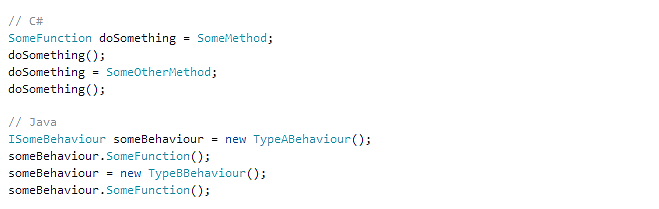 // C#
SomeFunction doSomething = SomeMethod;
doSomething();
doSomething = SomeOtherMethod;
doSomething();
// Java
ISomeBehaviour someBehaviour = new TypeABehaviour();
someBehaviour.SomeFunction();
someBehaviour = new TypeBBehaviour();
someBehaviour.SomeFunction();